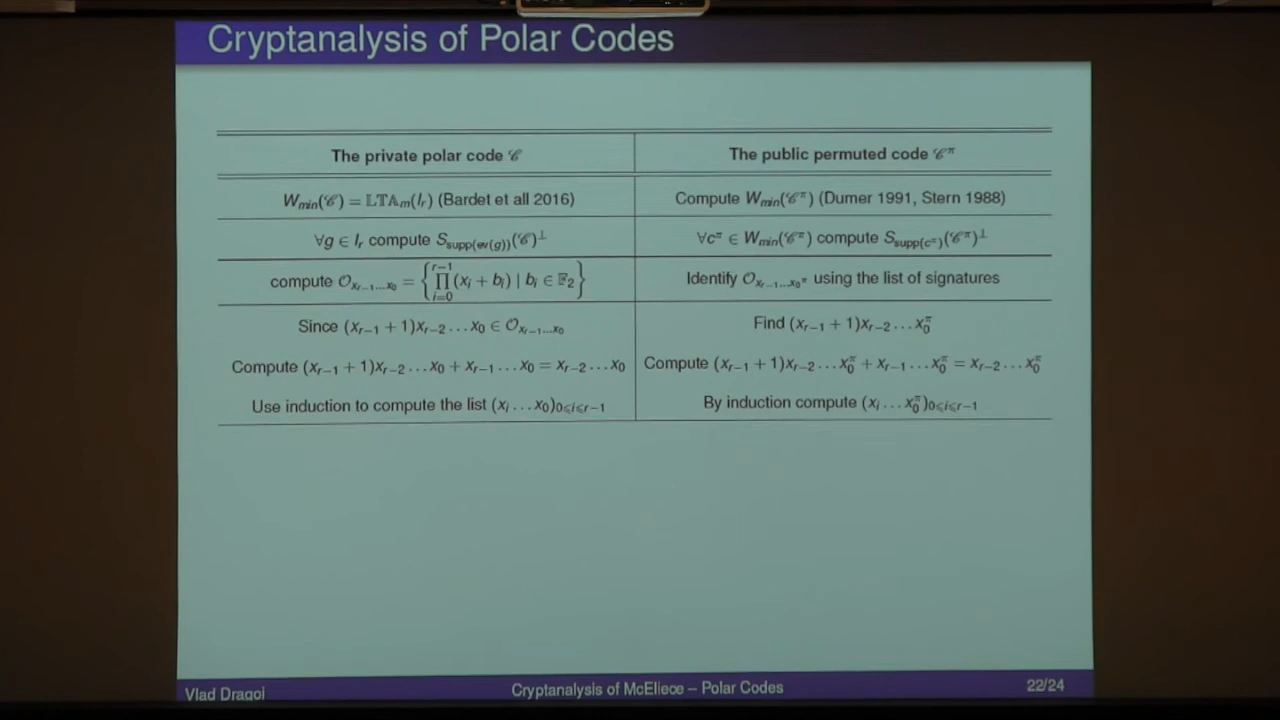 Cryptanalysis of Polar Codes
The private polar code 𝒞
The public permuted code 𝒞^π
W_min(𝒞) = 𝕃𝕋𝔸_m(I_r) (Bardet et all 2016)
Compute W_min(𝒞^π) (Dumer 1991, Stern 1988)
∀g ∈ I_r compute S_supp(ev(g))(𝒞)^⊥
∀c^π ∈ W_min(𝒞^π) compute S_supp(c^π)(𝒞^π)^⊥
compute 𝒪_{x_{r−1}…x_0} = { ∏_{i=0}^{r−1} (x_i + b_i) | b_i ∈ 𝔽_2 }
Identify 𝒪_{x_{r−1}…x_0^π} using the list of signatures
Since (x_{r−1} + 1)x_{r−2} … x_0 ∈ 𝒪_{x_{r−1}…x_0}
Find (x_{r−1} + 1)x_{r−2} … x_0^π
Compute (x_{r−1} + 1)x_{r−2} … x_0 + x_{r−1} … x_0 = x_{r−2} … x_0
Compute (x_{r−1} + 1)x_{r−2} … x_0^π + x_{r−1} … x_0^π = x_{r−2} … x_0^π
Use induction to compute the list (x_i … x_0)_{0⩽i⩽r−1}
By induction compute (x_i … x_0^π)_{0⩽i⩽r−1}
Vlad Dragoi
Cryptanalysis of McEliece – Polar Codes
22/24